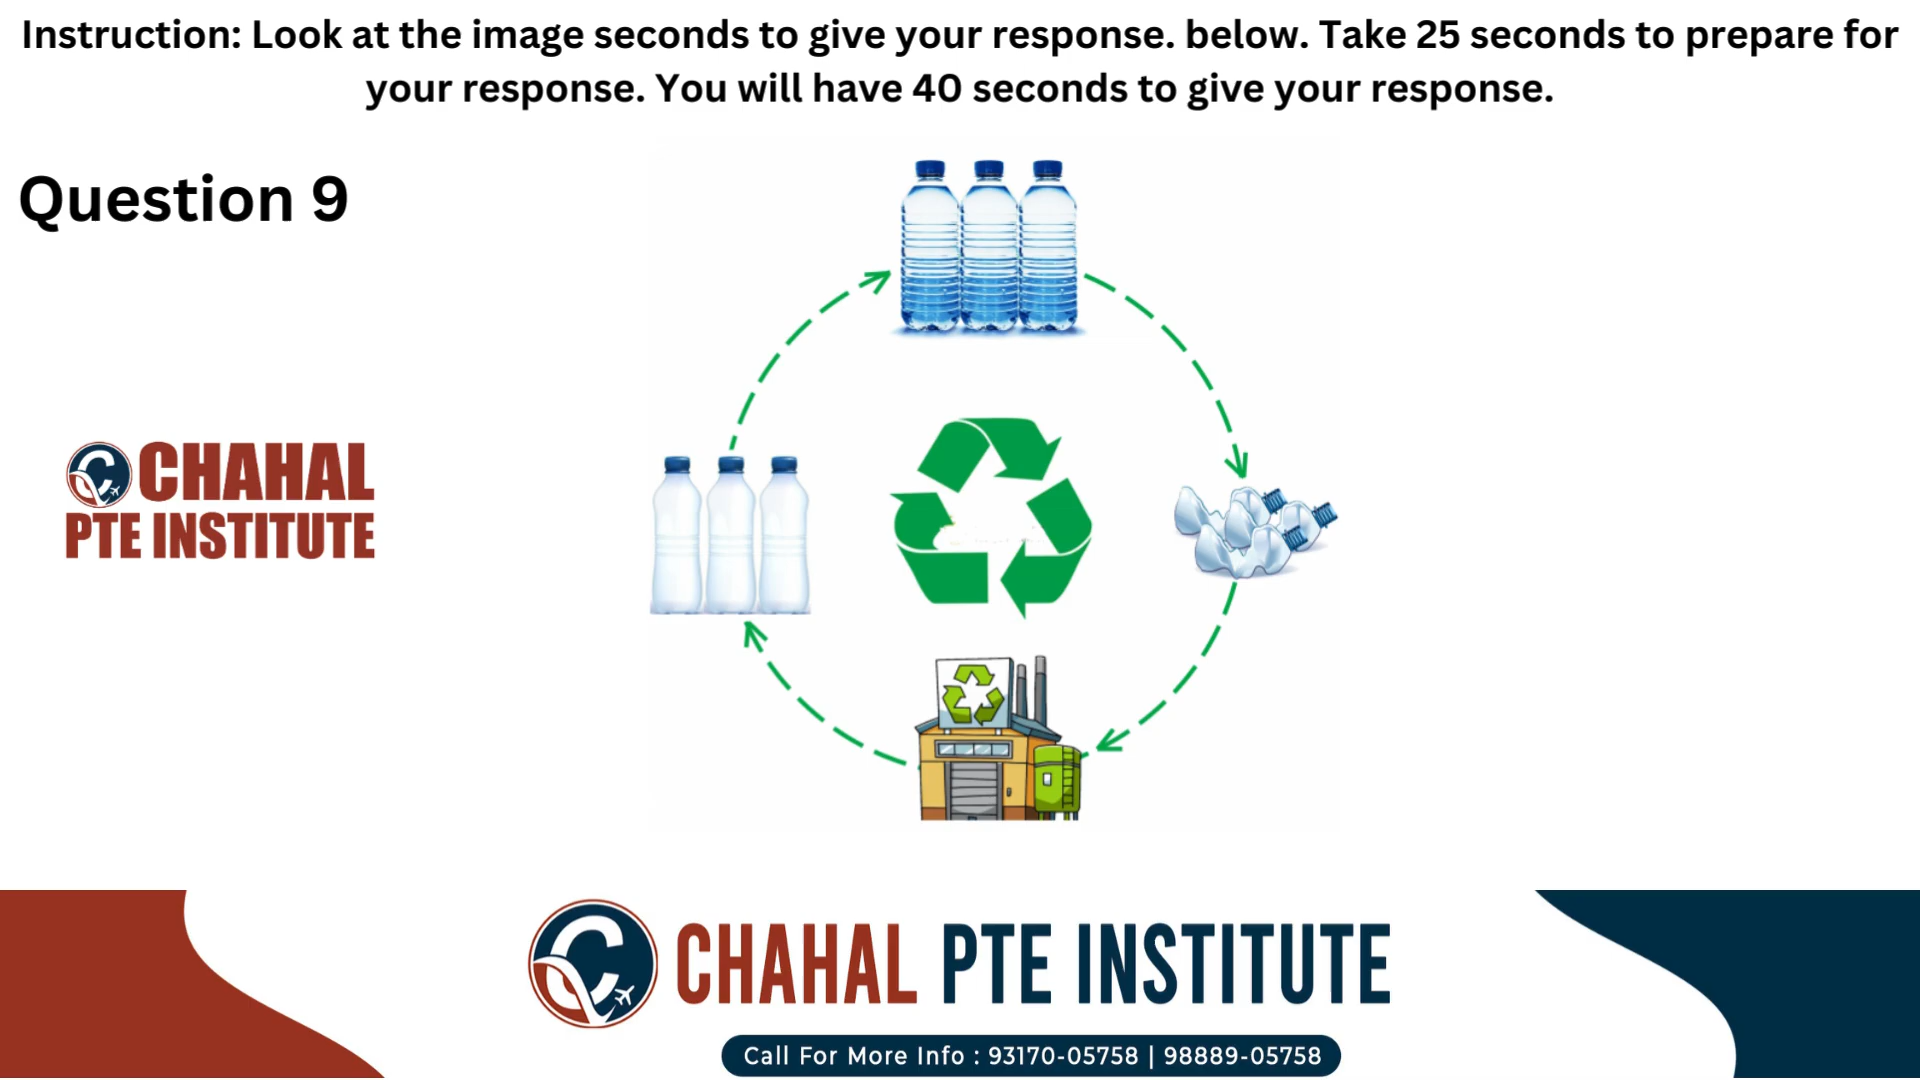 Instruction: Look at the image seconds to give your response. below. Take 25 seconds to prepare for
your response. You will have 40 seconds to give your response.
Question 9
CHAHAL
PTE INSTITUTE
CHAHAL PTE INSTITUTE
Call For More Info : 93170-05758 | 98889-05758